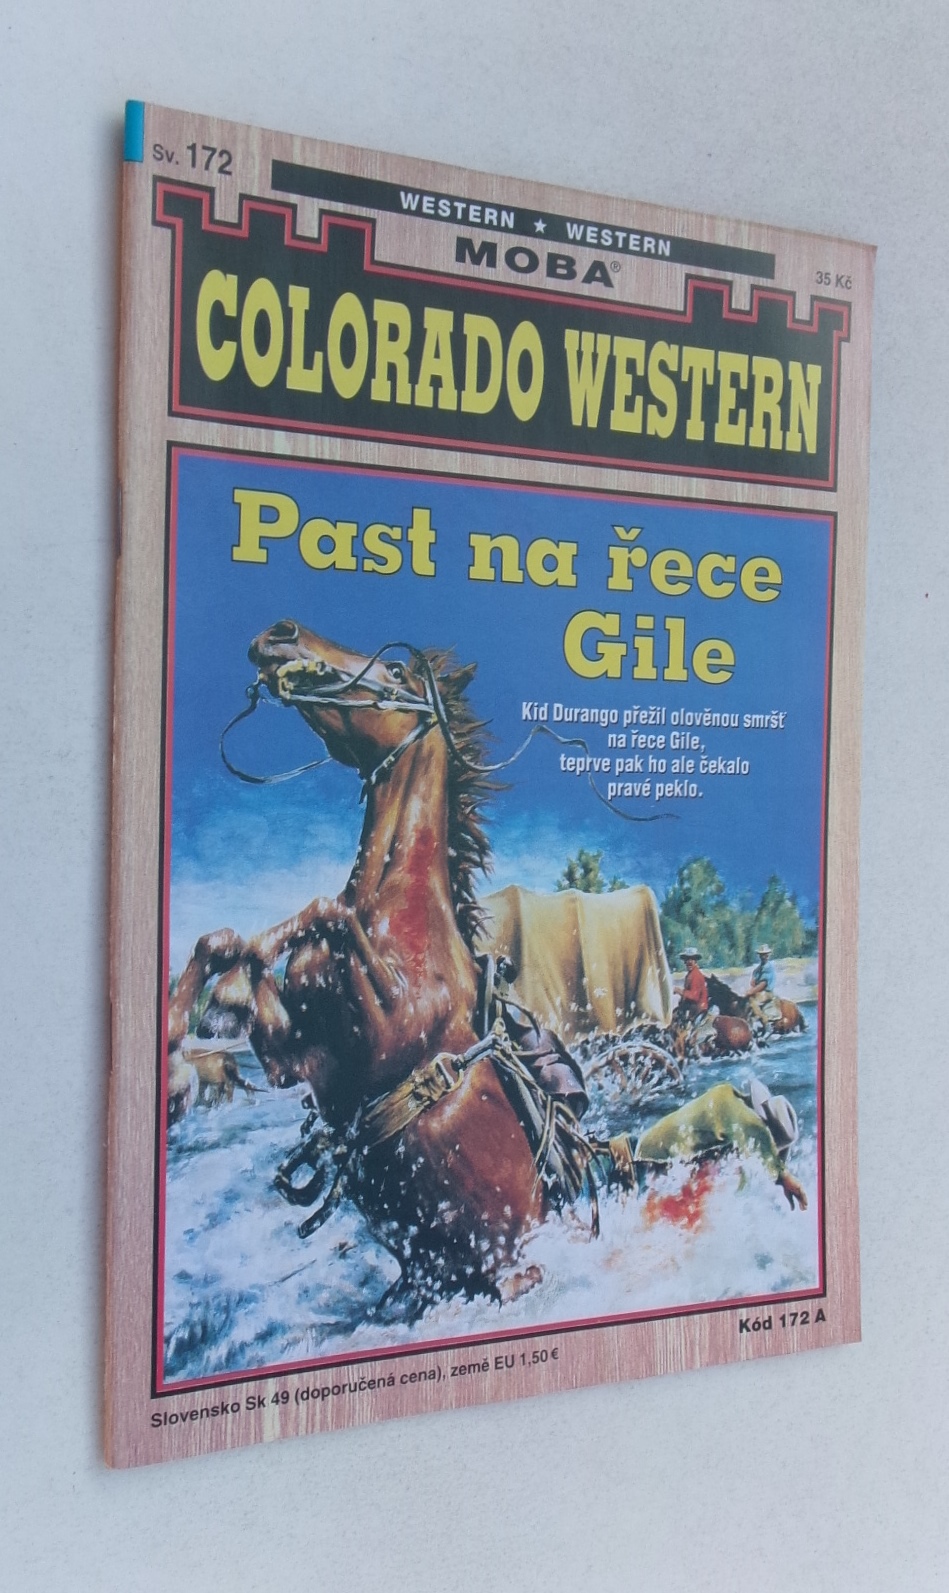 Sv. 172
WESTERN ★ WESTERN
MOBA®
35 Kč
COLORADO WESTERN
Past na řece
Gile
Kid Durango přežil olověnou smršť
na řece Gile,
teprve pak ho ale čekalo
pravé peklo.
Kód 172 A
Slovensko Sk 49 (doporučená cena), země EU 1,50 €